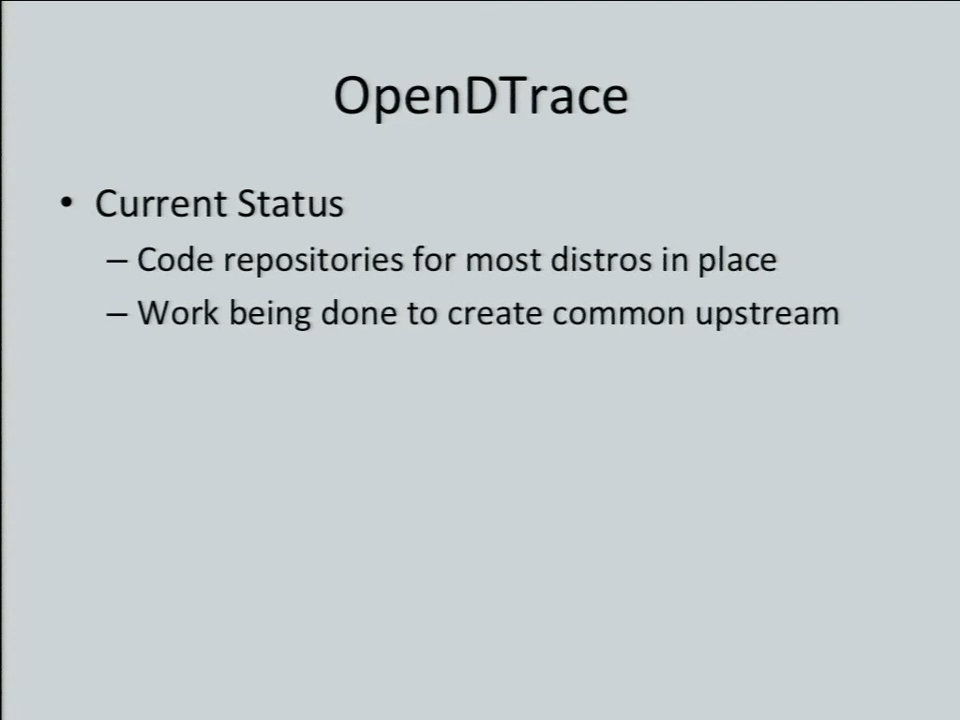 OpenDTrace
• Current Status
– Code repositories for most distros in place
– Work being done to create common upstream